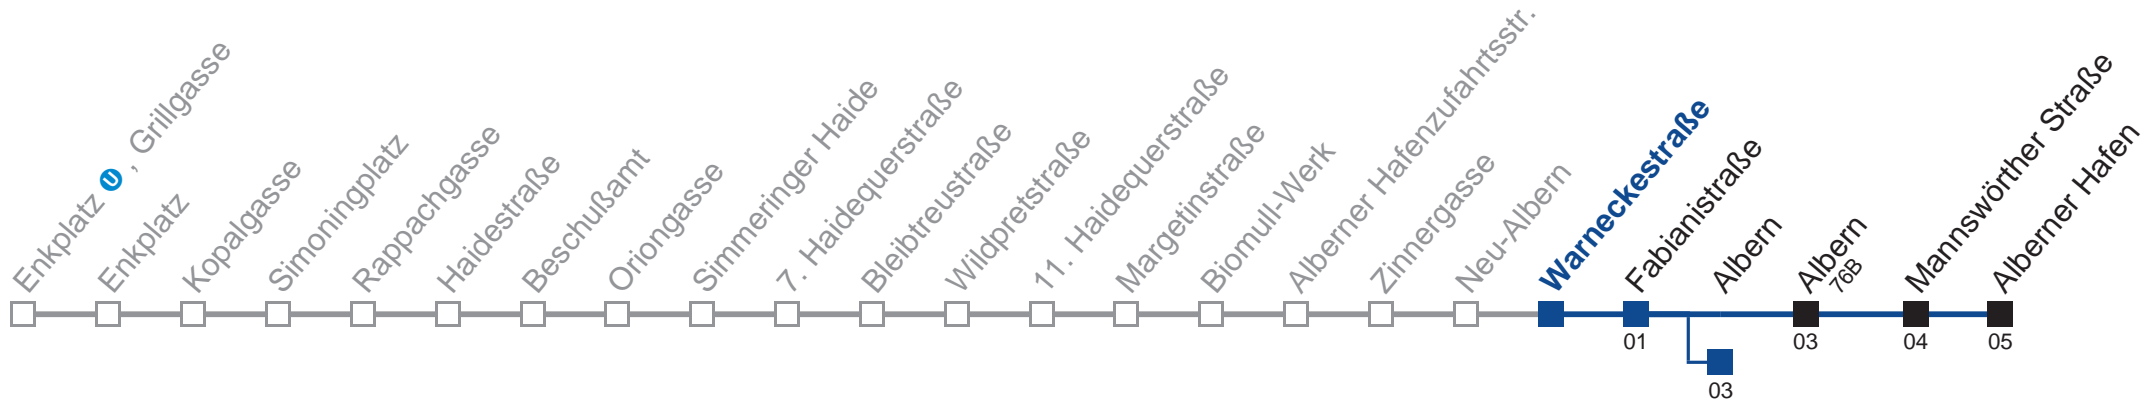 Enkplatz U , Grillgasse
Enkplatz
Kopalgasse
Simoningplatz
Rappachgasse
Haidestraße
Beschußamt
Oriongasse
Simmeringer Haide
7. Haidequerstraße
Bleibtreustraße
Wildpretstraße
11. Haidequerstraße
Margetinstraße
Biomull-Werk
Alberner Hafenzufahrtsstr.
Zinnergasse
Neu-Albern
Warneckestraße
Fabianistraße
Albern
Albern
76B
Mannswörther Straße
Alberner Hafen
01
03
04
05
03